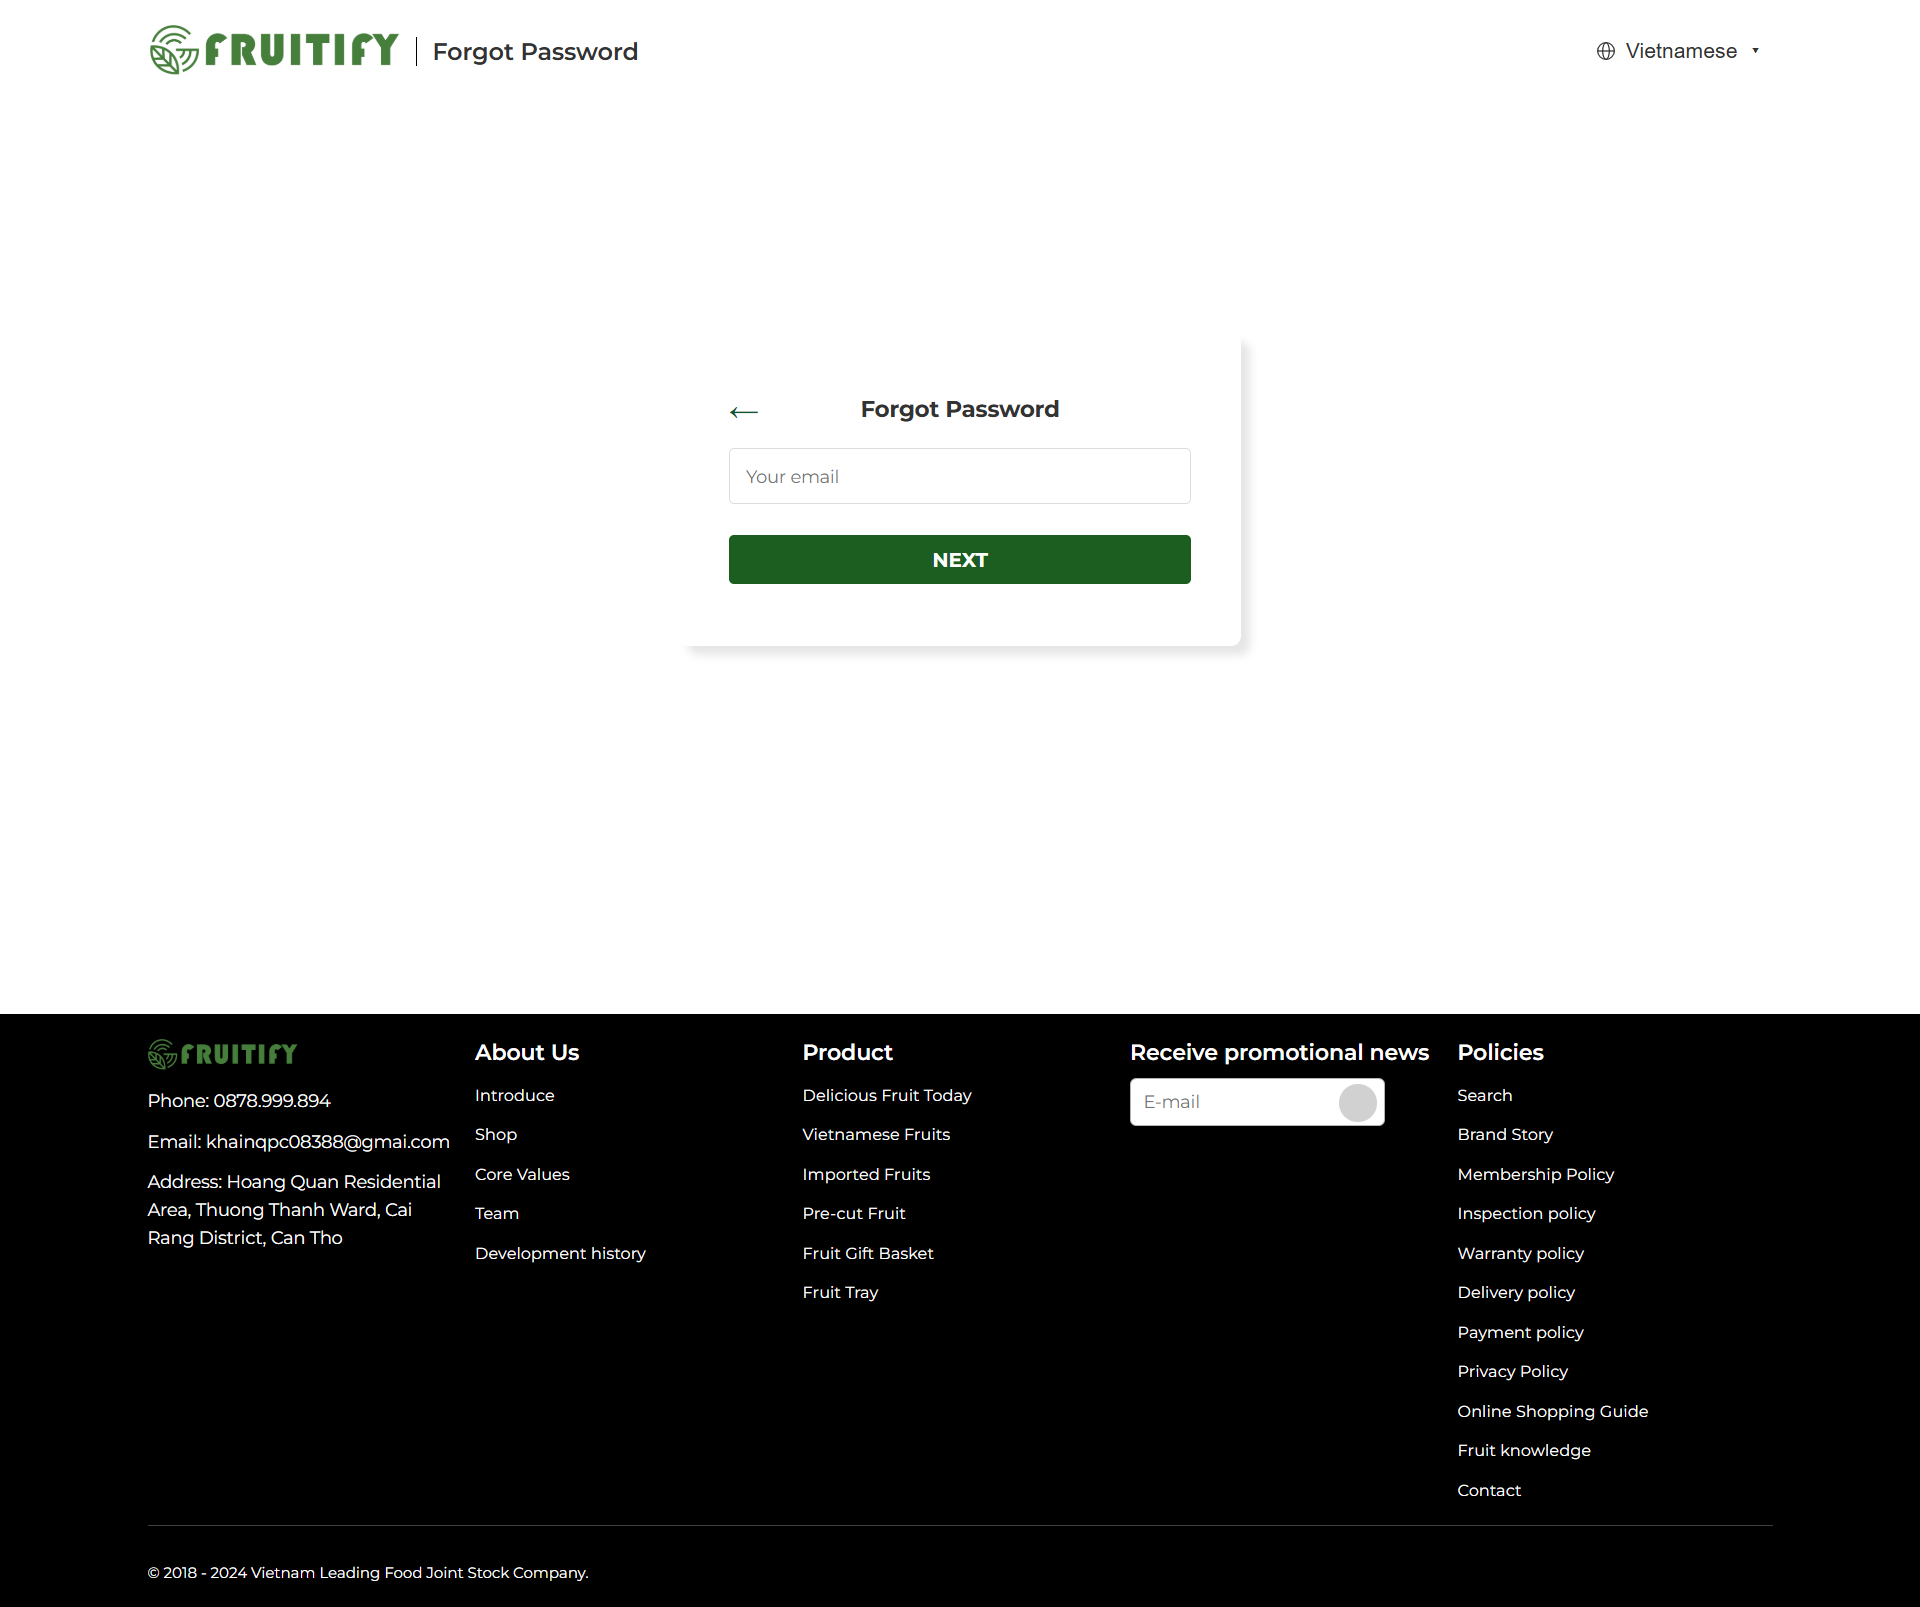 FRUITIFY
Forgot Password
Vietnamese
Forgot Password
Your email
NEXT
FRUITIFY
Phone: 0878.999.894
Email: khainqpc08388@gmai.com
Address: Hoang Quan Residential
Area, Thuong Thanh Ward, Cai
Rang District, Can Tho
About Us
Introduce
Shop
Core Values
Team
Development history
Product
Delicious Fruit Today
Vietnamese Fruits
Imported Fruits
Pre-cut Fruit
Fruit Gift Basket
Fruit Tray
Receive promotional news
E-mail
Policies
Search
Brand Story
Membership Policy
Inspection policy
Warranty policy
Delivery policy
Payment policy
Privacy Policy
Online Shopping Guide
Fruit knowledge
Contact
© 2018 - 2024 Vietnam Leading Food Joint Stock Company.